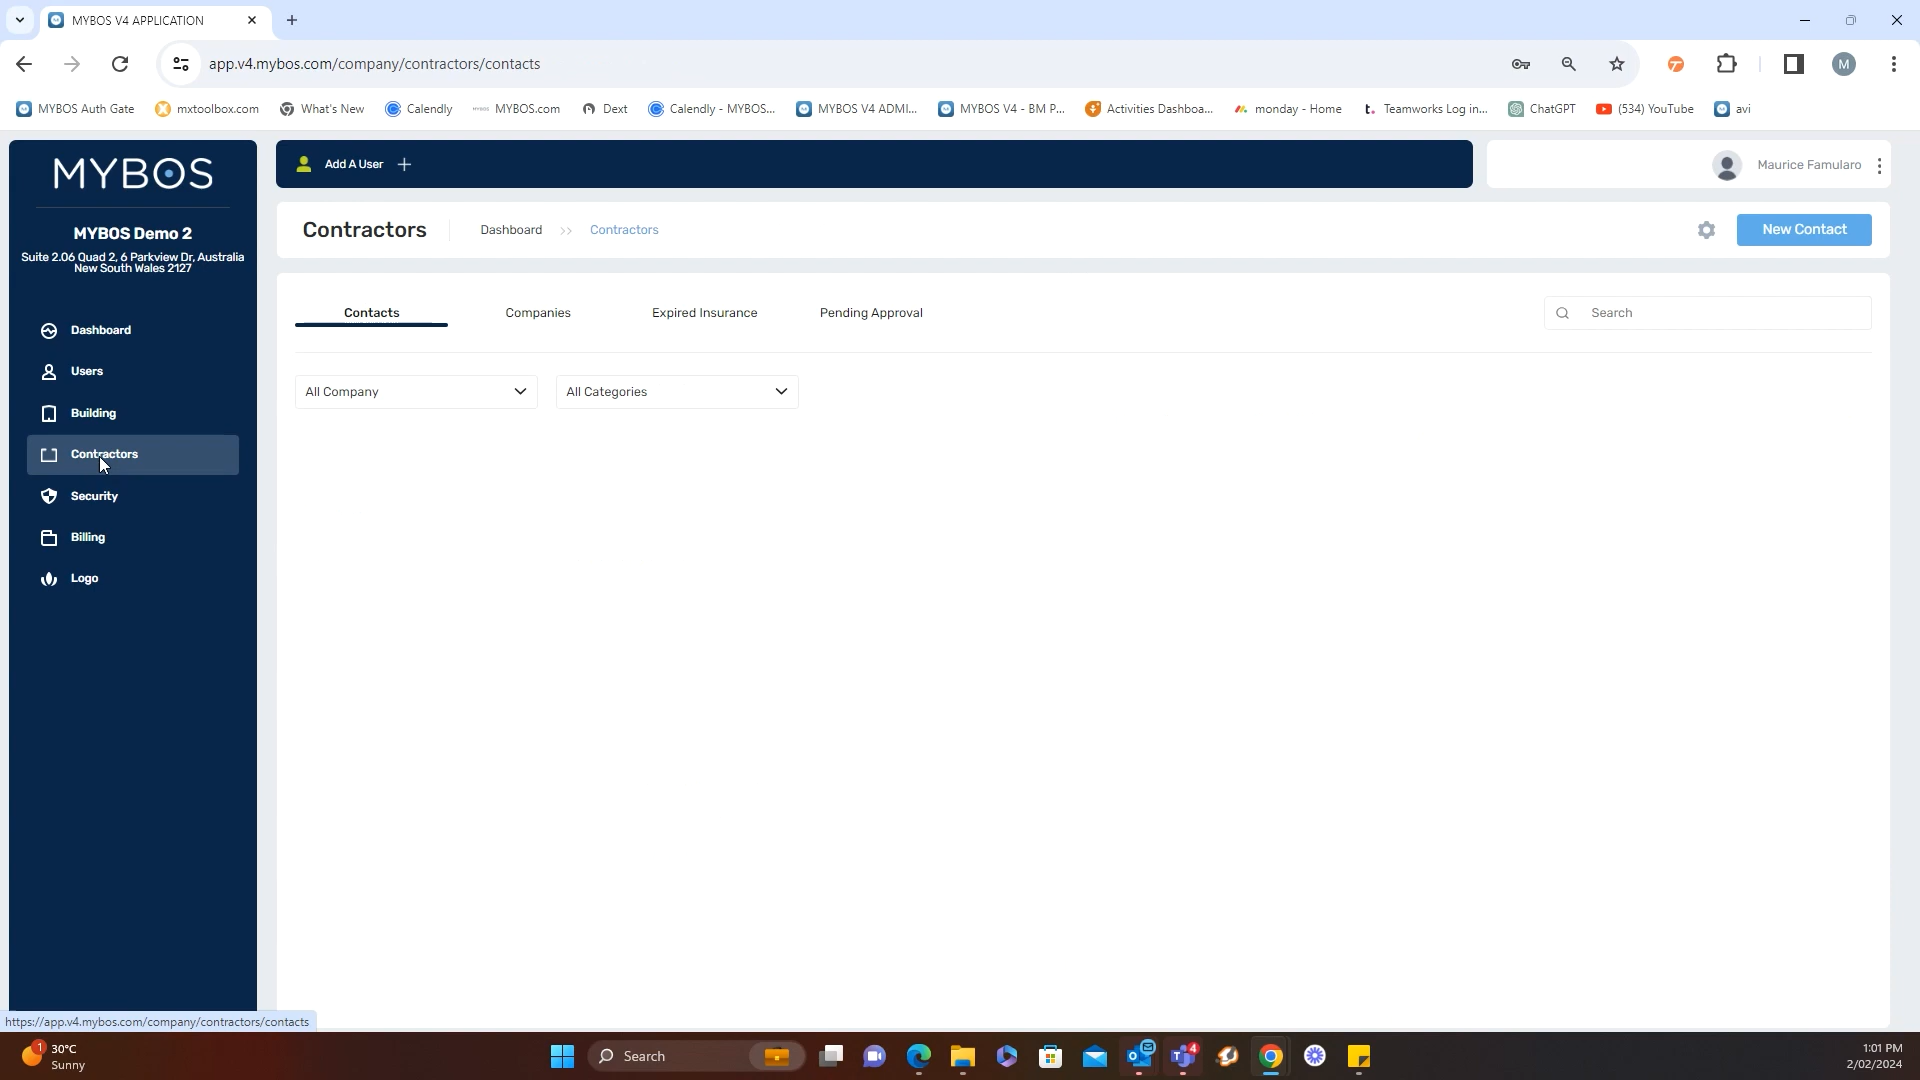 MYBOS V4 APPLICATION
app.v4.mybos.com/company/contractors/contacts
MYBOS Auth Gate
mxtoolbox.com
What's New
Calendly
MYBOS.com
Dext
Calendly - MYBOS...
MYBOS V4 ADMI...
MYBOS V4 - BM P...
Activities Dashboa...
monday - Home
Teamworks Log in...
ChatGPT
(534) YouTube
avi
MYBOS
MYBOS Demo 2
Suite 2.06 Quad 2, 6 Parkview Dr, Australia
New South Wales 2127
Dashboard
Users
Building
Contractors
Security
Billing
Logo
Add A User
Maurice Famularo
M
Contractors
Dashboard >> Contractors
New Contact
Contacts
Companies
Expired Insurance
Pending Approval
Search
All Company
All Categories
https://app.v4.mybos.com/company/contractors/contacts
1
30°C
Sunny
Search
4
1:01 PM
2/02/2024